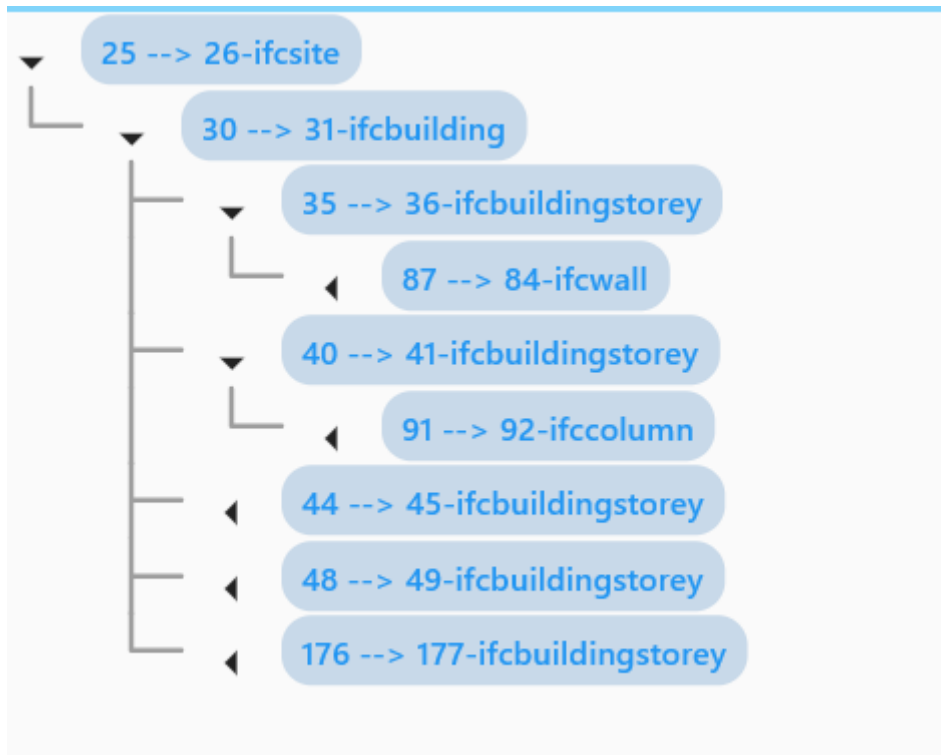 25 --> 26-ifcsite
30 --> 31-ifcbuilding
35 --> 36-ifcbuildingstorey
87 --> 84-ifcwall
40 --> 41-ifcbuildingstorey
91 --> 92-ifccolumn
44 --> 45-ifcbuildingstorey
48 --> 49-ifcbuildingstorey
176 --> 177-ifcbuildingstorey